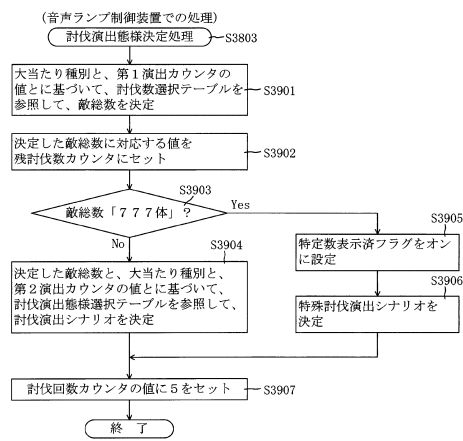 (音声ランプ制御装置での処理)
討伐演出態様決定処理
S3803
大当たり種別と、第1演出カウンタの
値とに基づいて、討伐数選択テーブルを
参照して、敵総数を決定
S3901
決定した敵総数に対応する値を
残討伐数カウンタにセット
S3902
S3903
敵総数「777体」?
Yes
No
S3905
特定数表示済フラグをオン
に設定
S3904
決定した敵総数と、大当たり種別と、
第2演出カウンタの値とに基づいて、
討伐演出態様選択テーブルを参照して、
討伐演出シナリオを決定
S3906
特殊討伐演出シナリオを
決定
討伐回数カウンタの値に5をセット
S3907
終 了